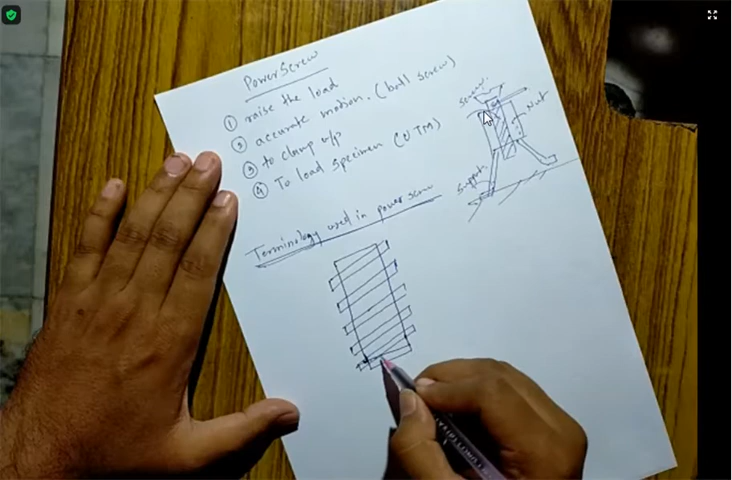 Power Screw
① raise the load
② accurate motion. (ball screw)
③ to clamp w/p
④ To load specimen (UTM)
Screw.
Nut
Support
Terminology used in power screw